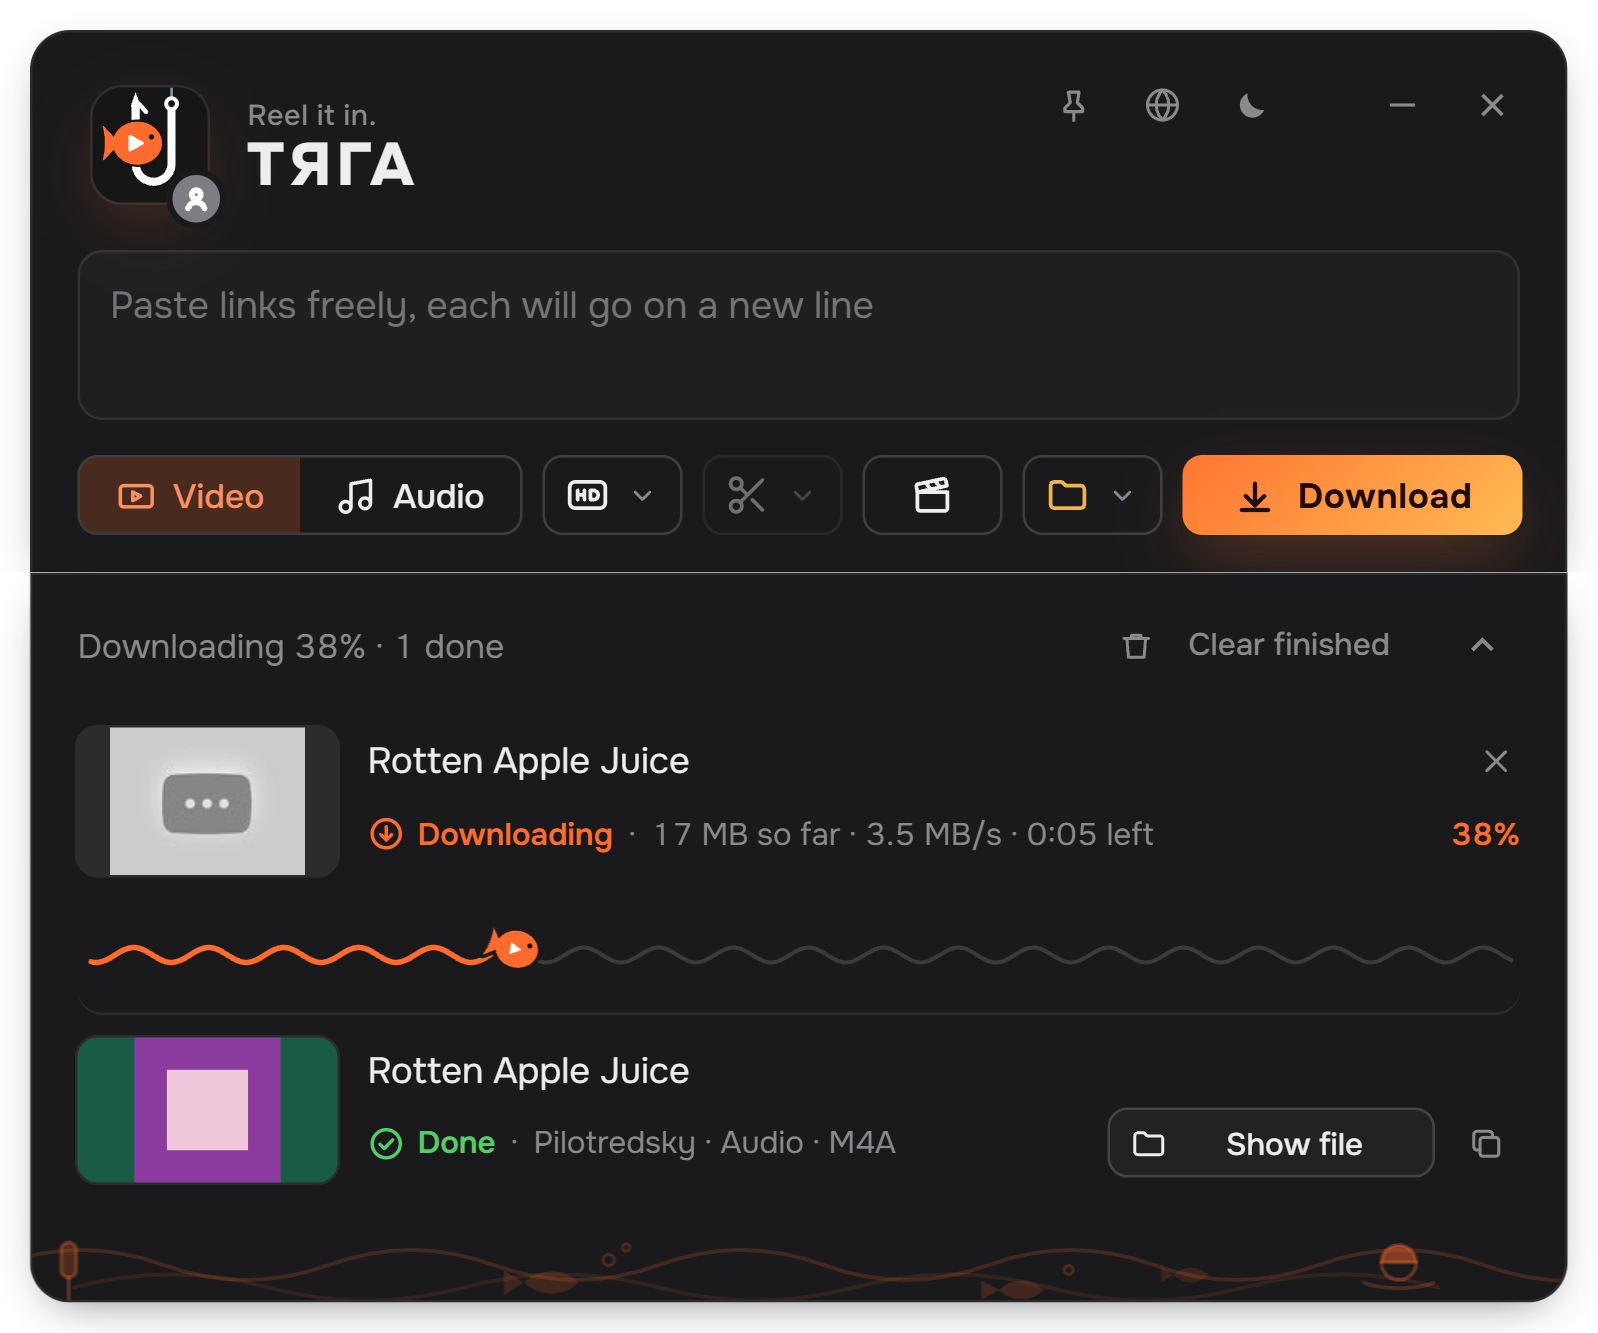 Reel it in.
ТЯГА
Paste links freely, each will go on a new line
Video
Audio
HD
Download
Downloading 38% · 1 done
Clear finished
Rotten Apple Juice
Downloading · 17 MB so far · 3.5 MB/s · 0:05 left
38%
Rotten Apple Juice
Done · Pilotredsky · Audio · M4A
Show file